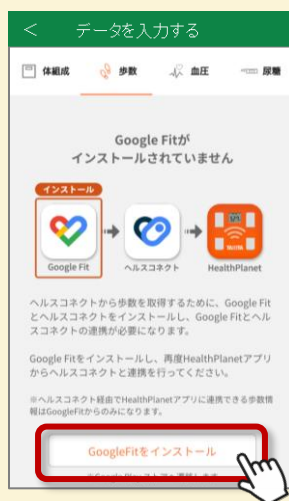 < データを入力する
体組成 歩数 血圧 尿糖
Google Fitが
インストールされていません
インストール
Google Fit ヘルスコネクト HealthPlanet
ヘルスコネクトから歩数を取得するために、Google Fit
とヘルスコネクトをインストールし、Google Fitとヘル
スコネクトの連携が必要になります。
Google Fitをインストールし、再度HealthPlanetアプリ
からヘルスコネクトと連携を行ってください。
※ヘルスコネクト経由でHealthPlanetアプリに連携できる歩数情
報はGoogleFitからのみになります。
GoogleFitをインストール